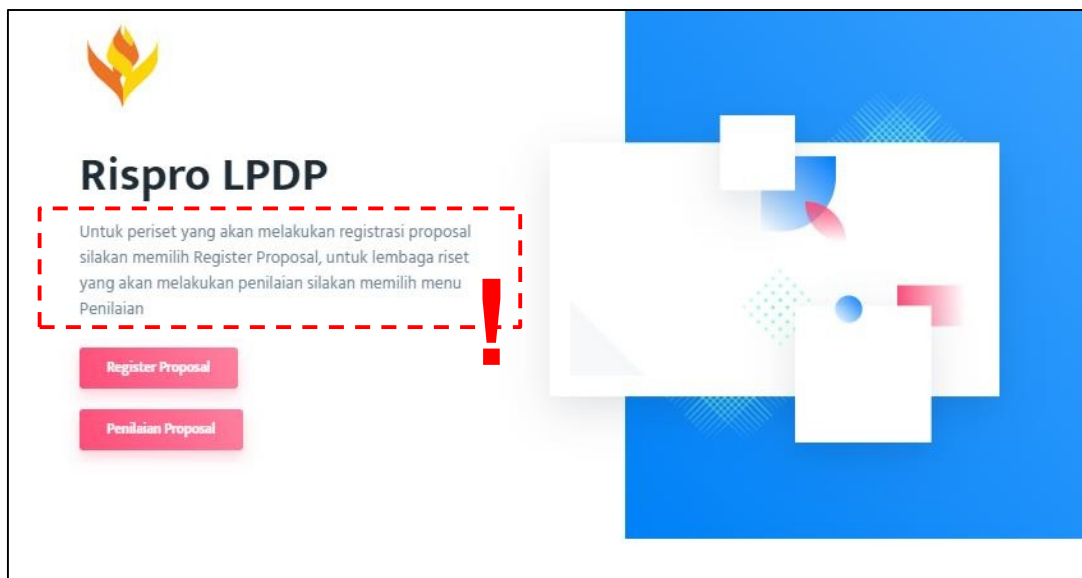 Rispro LPDP
Untuk periset yang akan melakukan registrasi proposal
silakan memilih Register Proposal, untuk lembaga riset
yang akan melakukan penilaian silakan memilih menu
Penilaian
!
Register Proposal
Penilaian Proposal